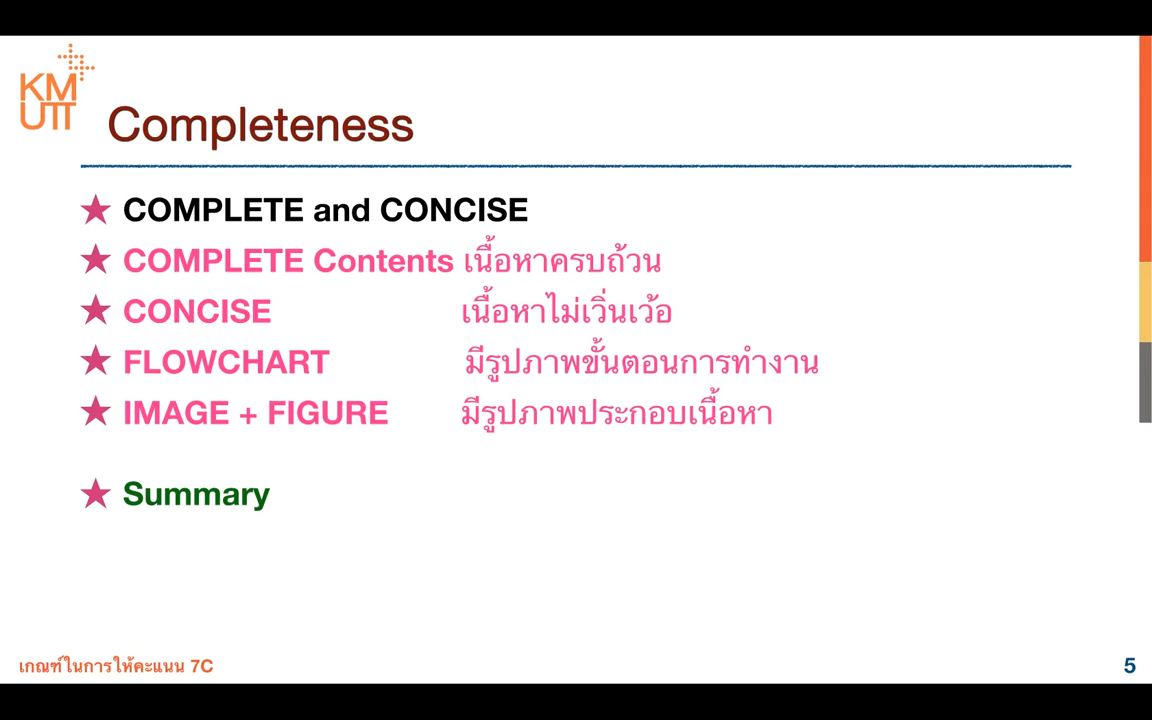 KM
UTT
Completeness
★ COMPLETE and CONCISE
★ COMPLETE Contents เนื้อหาครบถ้วน
★ CONCISE เนื้อหาไม่เวิ่นเว้อ
★ FLOWCHART มีรูปภาพขั้นตอนการทำงาน
★ IMAGE + FIGURE มีรูปภาพประกอบเนื้อหา
★ Summary
เกณฑ์ในการให้คะแนน 7C
5